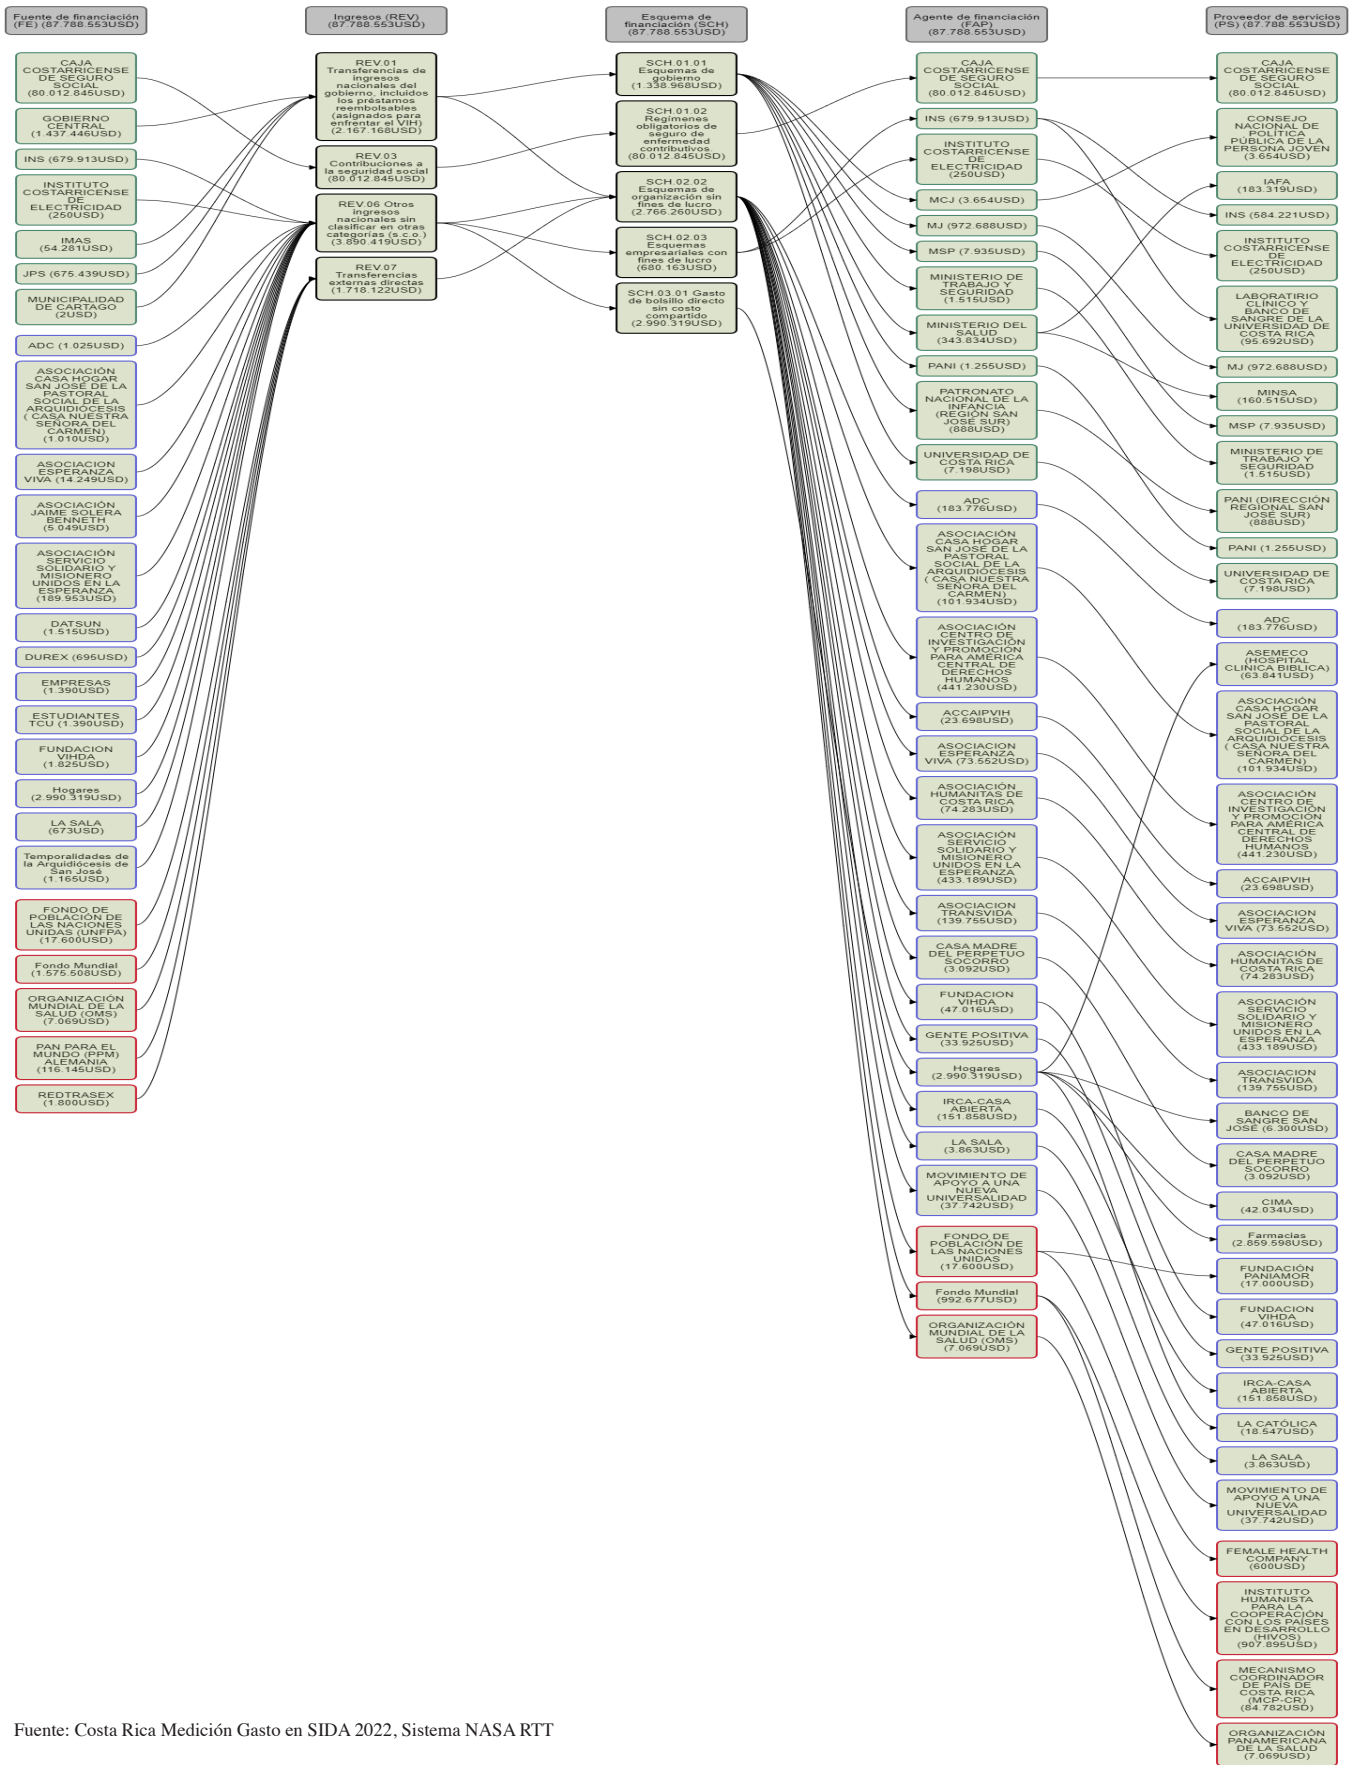 Fuente de financiación
(FE) (87.788.553USD)
CAJA
COSTARRICENSE
DE SEGURO
SOCIAL
(80.012.845USD)
GOBIERNO
CENTRAL
(1.437.446USD)
INS (679.913USD)
INSTITUTO
COSTARRICENSE
DE
ELECTRICIDAD
(250USD)
IMAS
(54.281USD)
JPS (675.439USD)
MUNICIPALIDAD
DE CARTAGO
(2USD)
ADC (1.025USD)
ASOCIACIÓN
CASA HOGAR
SAN JOSÉ DE LA
PASTORAL
SOCIAL DE LA
ARQUIDIÓCESIS
( CASA NUESTRA
SEÑORA DEL
CARMEN)
(1.010USD)
ASOCIACION
ESPERANZA
VIVA (14.249USD)
ASOCIACIÓN
JAIME SOLERA
BENNETH
(5.049USD)
ASOCIACIÓN
SERVICIO
SOLIDARIO Y
MISIONERO
UNIDOS EN LA
ESPERANZA
(189.953USD)
DATSUN
(1.515USD)
DUREX (695USD)
EMPRESAS
(1.390USD)
ESTUDIANTES
TCU (1.390USD)
FUNDACION
VIHDA
(1.825USD)
Hogares
(2.990.319USD)
LA SALA
(673USD)
Temporalidades de
la Arquidiócesis de
San José
(1.165USD)
FONDO DE
POBLACIÓN DE
LAS NACIONES
UNIDAS (UNFPA)
(17.600USD)
Fondo Mundial
(1.575.508USD)
ORGANIZACIÓN
MUNDIAL DE LA
SALUD (OMS)
(7.069USD)
PAN PARA EL
MUNDO (PPM)
ALEMANIA
(116.145USD)
REDTRASEX
(1.800USD)
Ingresos (REV)
(87.788.553USD)
REV.01
Transferencias de
ingresos
nacionales del
gobierno, incluidos
los préstamos
reembolsables
(asignados para
enfrentar el VIH)
(2.167.168USD)
REV.03
Contribuciones a
la seguridad social
(80.012.845USD)
REV.06 Otros
ingresos
nacionales sin
clasificar en otras
categorías (s.c.o.)
(3.890.419USD)
REV.07
Transferencias
externas directas
(1.718.122USD)
Esquema de
financiación (SCH)
(87.788.553USD)
SCH.01.01
Esquemas de
gobierno
(1.338.968USD)
SCH.01.02
Regímenes
obligatorios de
seguro de
enfermedad
contributivos.
(80.012.845USD)
SCH.02.02
Esquemas de
organización sin
fines de lucro
(2.766.260USD)
SCH.02.03
Esquemas
empresariales con
fines de lucro
(680.163USD)
SCH.03.01 Gasto
de bolsillo directo
sin costo
compartido
(2.990.319USD)
Agente de financiación
(FAP)
(87.788.553USD)
CAJA
COSTARRICENSE
DE SEGURO
SOCIAL
(80.012.845USD)
INS (679.913USD)
INSTITUTO
COSTARRICENSE
DE
ELECTRICIDAD
(250USD)
MCJ (3.654USD)
MJ (972.688USD)
MSP (7.935USD)
MINISTERIO DE
TRABAJO Y
SEGURIDAD
(1.515USD)
MINISTERIO DEL
SALUD
(343.834USD)
PANI (1.255USD)
PATRONATO
NACIONAL DE LA
INFANCIA
(REGIÓN SAN
JOSÉ SUR)
(888USD)
UNIVERSIDAD DE
COSTA RICA
(7.198USD)
ADC
(183.776USD)
ASOCIACIÓN
CASA HOGAR
SAN JOSÉ DE LA
PASTORAL
SOCIAL DE LA
ARQUIDIÓCESIS
( CASA NUESTRA
SEÑORA DEL
CARMEN)
(101.934USD)
ASOCIACIÓN
CENTRO DE
INVESTIGACIÓN
Y PROMOCIÓN
PARA AMÉRICA
CENTRAL DE
DERECHOS
HUMANOS
(441.230USD)
ACCAIPVIH
(23.698USD)
ASOCIACION
ESPERANZA
VIVA (73.552USD)
ASOCIACIÓN
HUMANITAS DE
COSTA RICA
(74.283USD)
ASOCIACIÓN
SERVICIO
SOLIDARIO Y
MISIONERO
UNIDOS EN LA
ESPERANZA
(433.189USD)
ASOCIACION
TRANSVIDA
(139.755USD)
CASA MADRE
DEL PERPETUO
SOCORRO
(3.092USD)
FUNDACION
VIHDA
(47.016USD)
GENTE POSITIVA
(33.925USD)
Hogares
(2.990.319USD)
IRCA-CASA
ABIERTA
(151.858USD)
LA SALA
(3.863USD)
MOVIMIENTO DE
APOYO A UNA
NUEVA
UNIVERSALIDAD
(37.742USD)
FONDO DE
POBLACIÓN DE
LAS NACIONES
UNIDAS
(17.600USD)
Fondo Mundial
(992.677USD)
ORGANIZACIÓN
MUNDIAL DE LA
SALUD (OMS)
(7.069USD)
Proveedor de servicios
(PS) (87.788.553USD)
CAJA
COSTARRICENSE
DE SEGURO
SOCIAL
(80.012.845USD)
CONSEJO
NACIONAL DE
POLÍTICA
PÚBLICA DE LA
PERSONA JOVEN
(3.654USD)
IAFA
(183.319USD)
INS (584.221USD)
INSTITUTO
COSTARRICENSE
DE
ELECTRICIDAD
(250USD)
LABORATIRIO
CLÍNICO Y
BANCO DE
SANGRE DE LA
UNIVERSIDAD DE
COSTA RICA
(95.692USD)
MJ (972.688USD)
MINSA
(160.515USD)
MSP (7.935USD)
MINISTERIO DE
TRABAJO Y
SEGURIDAD
(1.515USD)
PANI (DIRECCIÓN
REGIONAL SAN
JOSÉ SUR)
(888USD)
PANI (1.255USD)
UNIVERSIDAD DE
COSTA RICA
(7.198USD)
ADC
(183.776USD)
ASEMECO
(HOSPITAL
CLINICA BIBLICA)
(63.841USD)
ASOCIACIÓN
CASA HOGAR
SAN JOSÉ DE LA
PASTORAL
SOCIAL DE LA
ARQUIDIÓCESIS
( CASA NUESTRA
SEÑORA DEL
CARMEN)
(101.934USD)
ASOCIACIÓN
CENTRO DE
INVESTIGACIÓN
Y PROMOCIÓN
PARA AMÉRICA
CENTRAL DE
DERECHOS
HUMANOS
(441.230USD)
ACCAIPVIH
(23.698USD)
ASOCIACION
ESPERANZA
VIVA (73.552USD)
ASOCIACIÓN
HUMANITAS DE
COSTA RICA
(74.283USD)
ASOCIACIÓN
SERVICIO
SOLIDARIO Y
MISIONERO
UNIDOS EN LA
ESPERANZA
(433.189USD)
ASOCIACION
TRANSVIDA
(139.755USD)
BANCO DE
SANGRE SAN
JOSÉ (6.300USD)
CASA MADRE
DEL PERPETUO
SOCORRO
(3.092USD)
CIMA
(42.034USD)
Farmacias
(2.859.598USD)
FUNDACIÓN
PANIAMOR
(17.000USD)
FUNDACION
VIHDA
(47.016USD)
GENTE POSITIVA
(33.925USD)
IRCA-CASA
ABIERTA
(151.858USD)
LA CATÓLICA
(18.547USD)
LA SALA
(3.863USD)
MOVIMIENTO DE
APOYO A UNA
NUEVA
UNIVERSALIDAD
(37.742USD)
FEMALE HEALTH
COMPANY
(600USD)
INSTITUTO
HUMANISTA
PARA LA
COOPERACIÓN
CON LOS PAÍSES
EN DESARROLLO
(HIVOS)
(907.895USD)
MECANISMO
COORDINADOR
DE PAÍS DE
COSTA RICA
(MCP-CR)
(84.782USD)
ORGANIZACIÓN
PANAMERICANA
DE LA SALUD
(7.069USD)
Fuente: Costa Rica Medición Gasto en SIDA 2022, Sistema NASA RTT